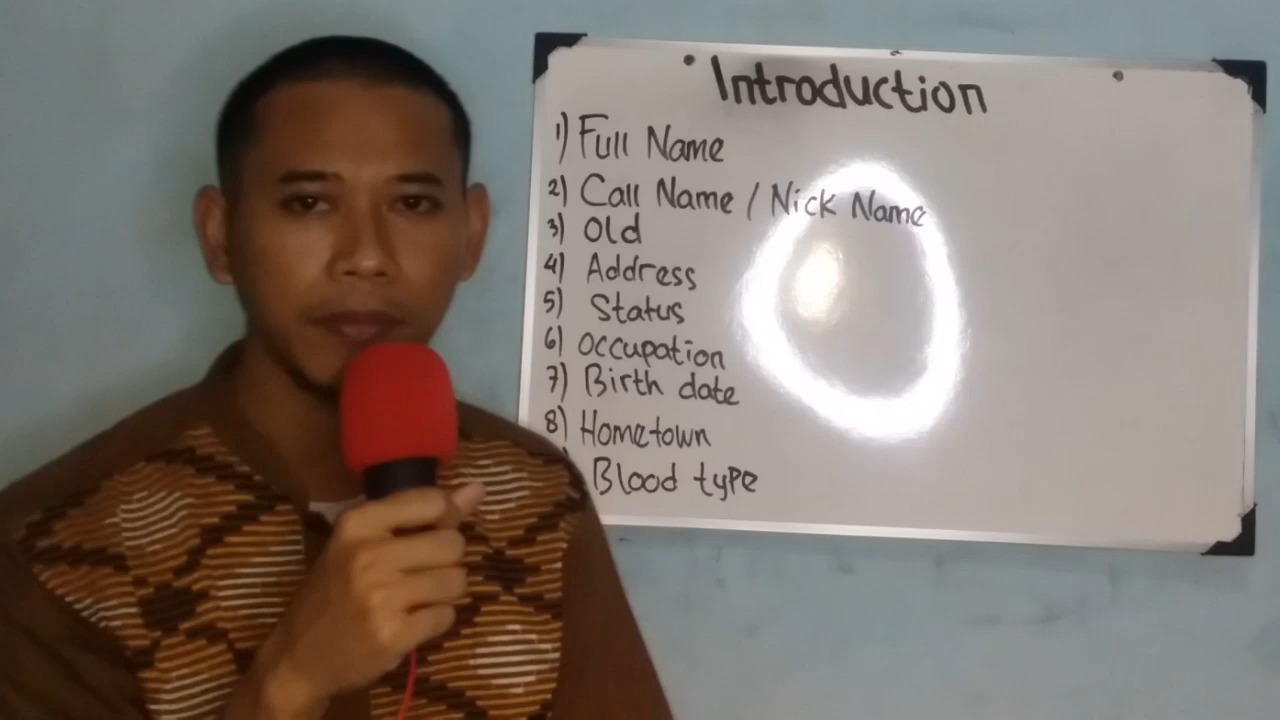 Introduction
1) Full Name
2) Call Name / Nick Name
3) Old
4) Address
5) Status
6) Occupation
7) Birth date
8) Hometown
Blood type